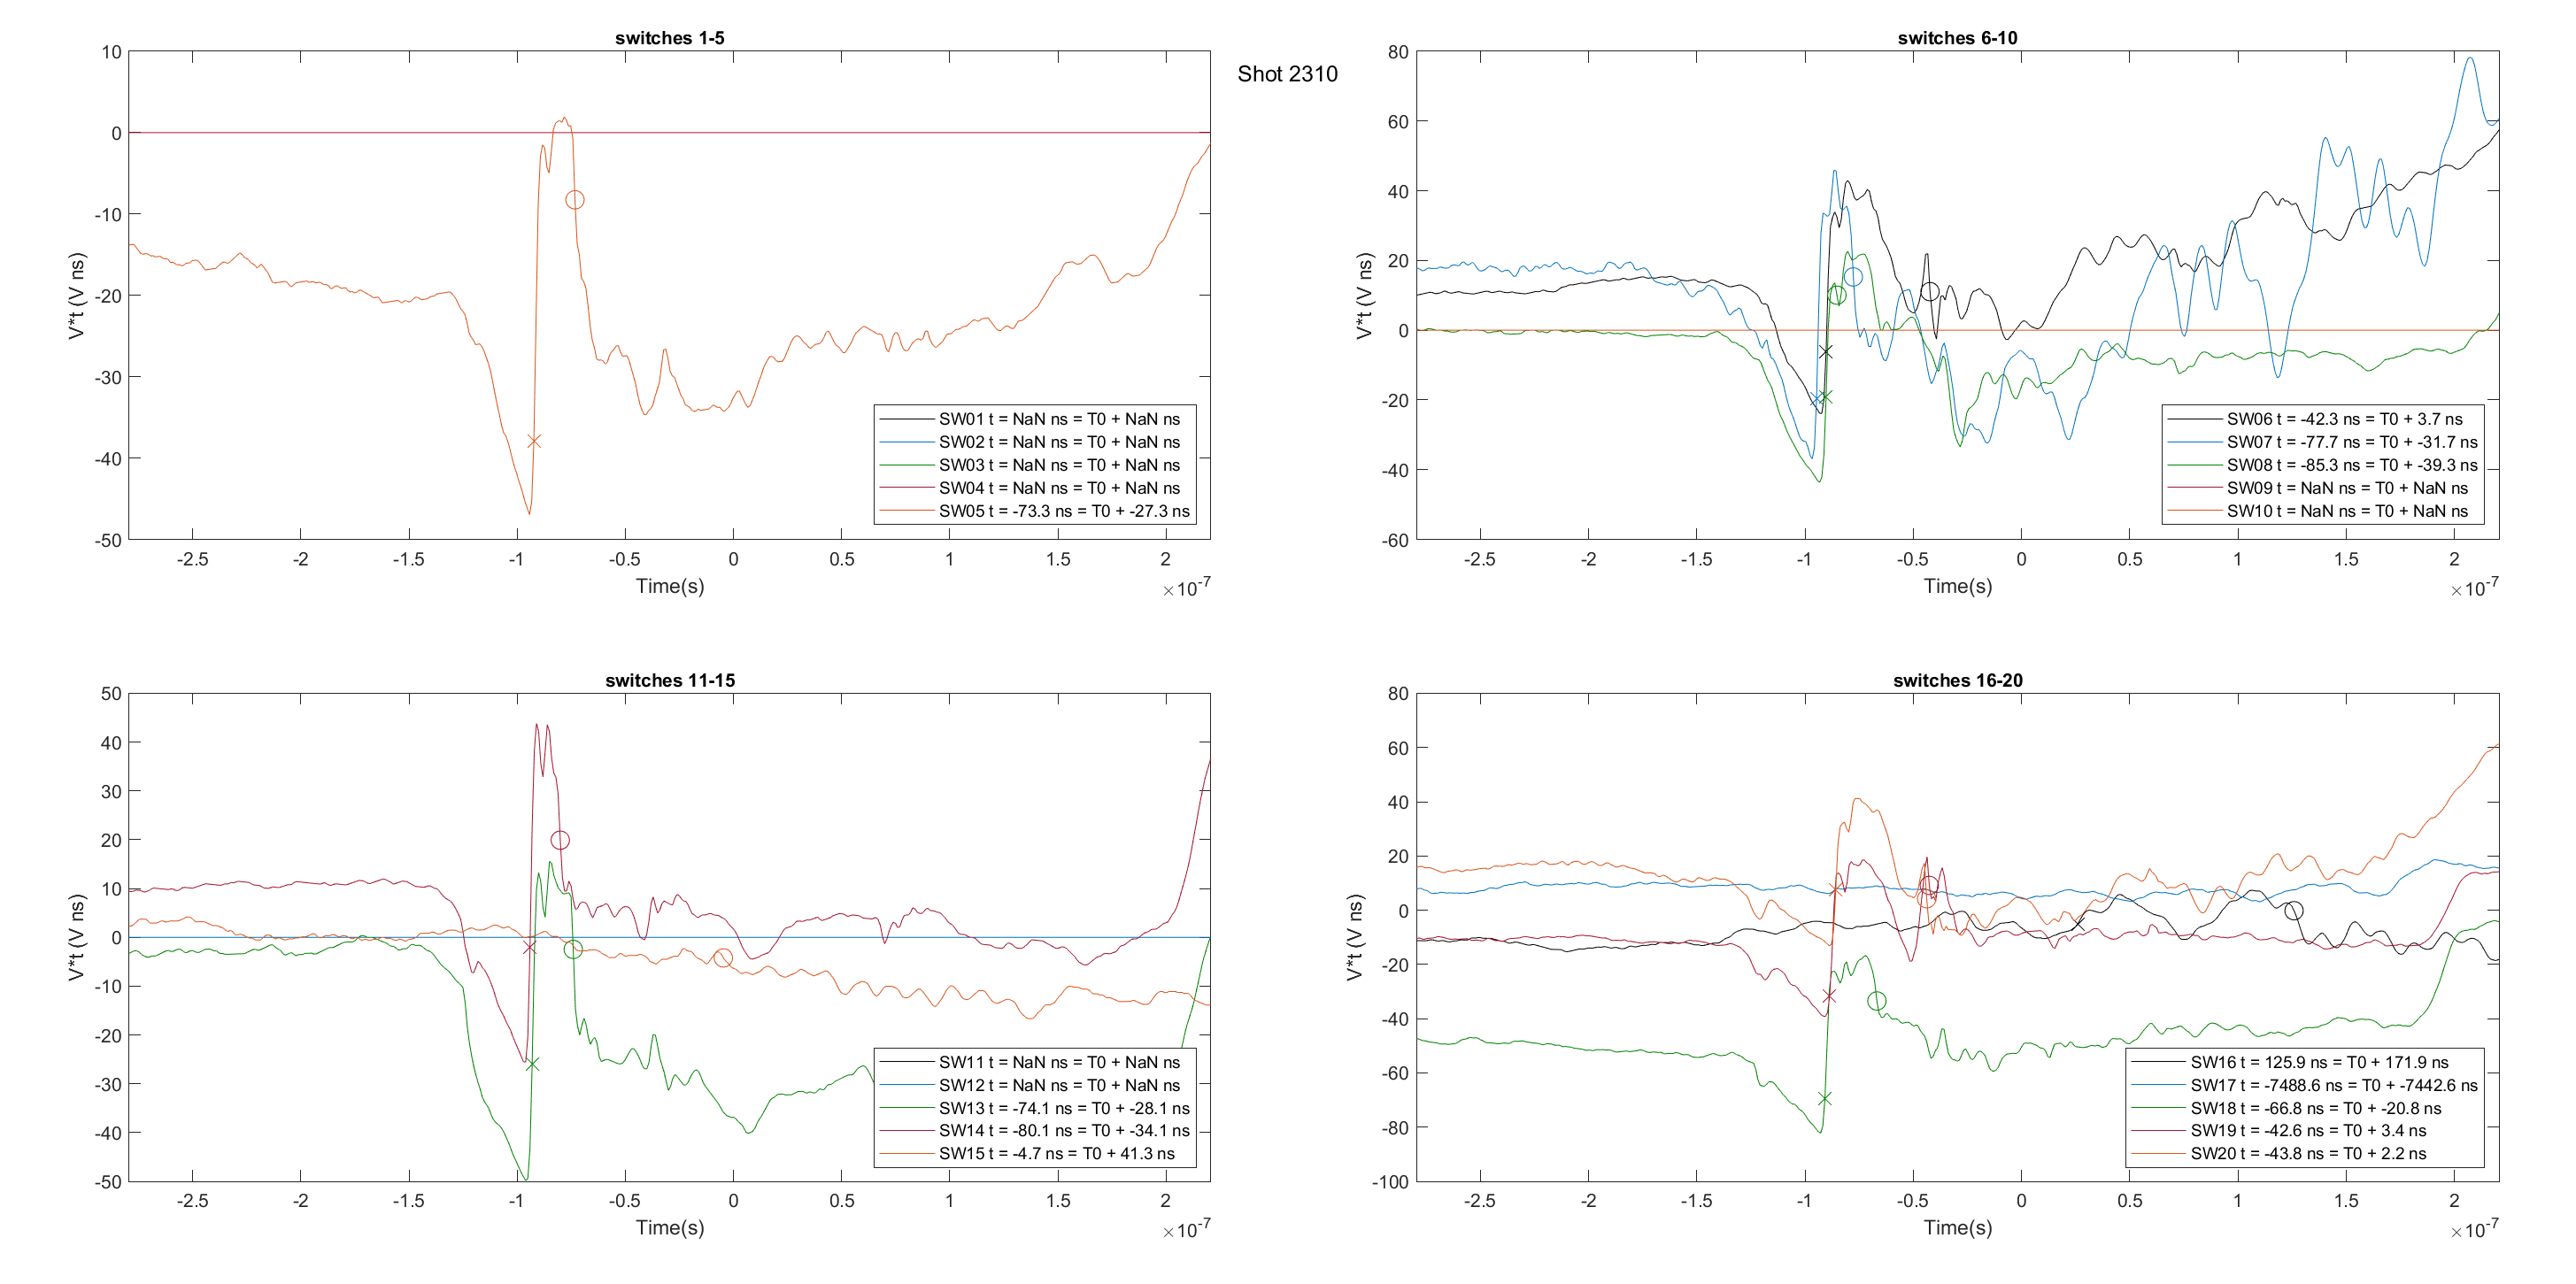 Shot 2310
switches 1-5
10
0
-10
-20
-30
-40
-50
V*t (V ns)
-2.5 -2 -1.5 -1 -0.5 0 0.5 1 1.5 2
Time(s)
×10-7
SW01 t = NaN ns = T0 + NaN ns
SW02 t = NaN ns = T0 + NaN ns
SW03 t = NaN ns = T0 + NaN ns
SW04 t = NaN ns = T0 + NaN ns
SW05 t = -73.3 ns = T0 + -27.3 ns
switches 6-10
80
60
40
20
0
-20
-40
-60
V*t (V ns)
-2.5 -2 -1.5 -1 -0.5 0 0.5 1 1.5 2
Time(s)
×10-7
SW06 t = -42.3 ns = T0 + 3.7 ns
SW07 t = -77.7 ns = T0 + -31.7 ns
SW08 t = -85.3 ns = T0 + -39.3 ns
SW09 t = NaN ns = T0 + NaN ns
SW10 t = NaN ns = T0 + NaN ns
switches 11-15
50
40
30
20
10
0
-10
-20
-30
-40
-50
V*t (V ns)
-2.5 -2 -1.5 -1 -0.5 0 0.5 1 1.5 2
Time(s)
×10-7
SW11 t = NaN ns = T0 + NaN ns
SW12 t = NaN ns = T0 + NaN ns
SW13 t = -74.1 ns = T0 + -28.1 ns
SW14 t = -80.1 ns = T0 + -34.1 ns
SW15 t = -4.7 ns = T0 + 41.3 ns
switches 16-20
80
60
40
20
0
-20
-40
-60
-80
-100
V*t (V ns)
-2.5 -2 -1.5 -1 -0.5 0 0.5 1 1.5 2
Time(s)
×10-7
SW16 t = 125.9 ns = T0 + 171.9 ns
SW17 t = -7488.6 ns = T0 + -7442.6 ns
SW18 t = -66.8 ns = T0 + -20.8 ns
SW19 t = -42.6 ns = T0 + 3.4 ns
SW20 t = -43.8 ns = T0 + 2.2 ns